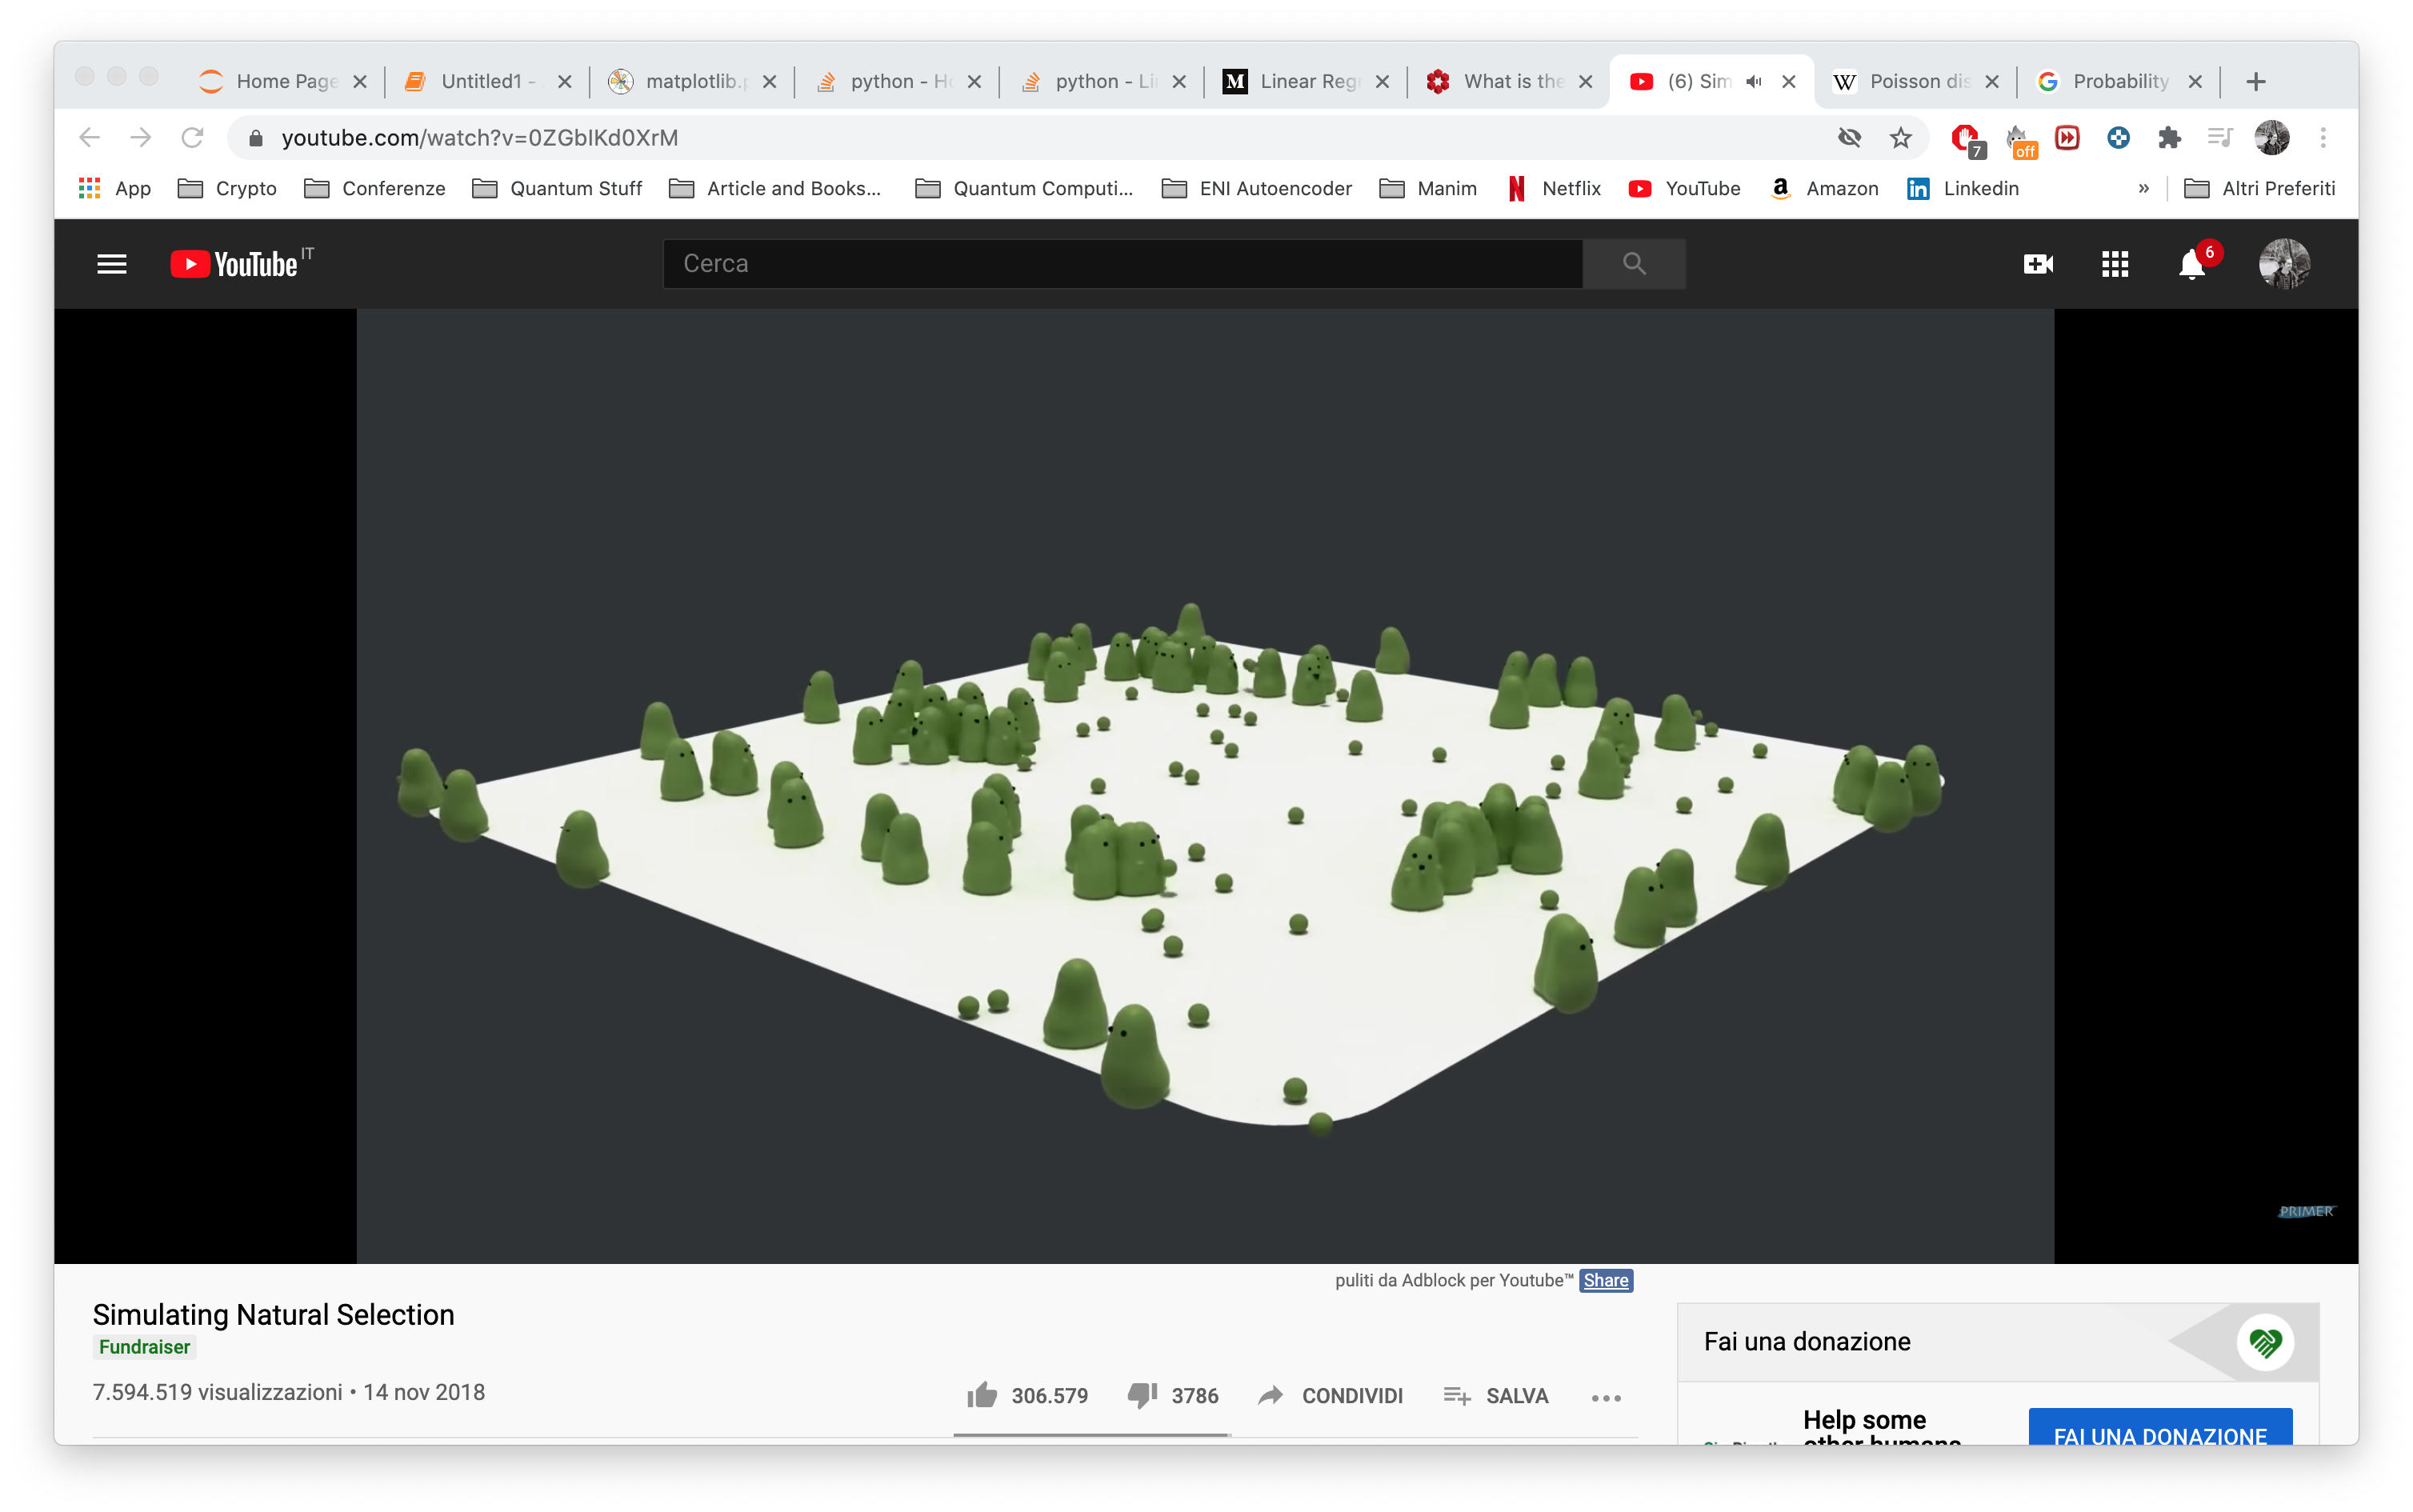 Home Page
Untitled1 -
matplotlib.p
python - Ho
python - Lin
M
Linear Regr
What is the
(6) Sim
W
Poisson dis
Probability
youtube.com/watch?v=0ZGbIKd0XrM
7
off
App
Crypto
Conferenze
Quantum Stuff
Article and Books...
Quantum Computi...
ENI Autoencoder
Manim
Netflix
YouTube
Amazon
Linkedin
»
Altri Preferiti
YouTube IT
Cerca
6
PRIMER
puliti da Adblock per Youtube™ Share
Simulating Natural Selection
Fundraiser
7.594.519 visualizzazioni • 14 nov 2018
306.579
3786
CONDIVIDI
SALVA
Fai una donazione
Help some
other humans
FAI UNA DONAZIONE